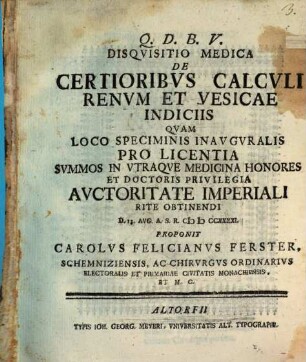 Q. D. B. V.
DISQVISITIO MEDICA
DE
CERTIORIBVS CALCVLI
RENVM ET VESICAE
INDICIIS
QVAM
LOCO SPECIMINIS INAVGVRALIS
PRO LICENTIA
SVMMOS IN VTRAQVE MEDICINA HONORES
ET DOCTORIS PRIVILEGIA
AVCTORITATE IMPERIALI
RITE OBTINENDI
D. 13. AVG. A. S. R. CIƆ IƆ CCXXXXI.
PROPONIT
CAROLVS FELICIANVS FERSTER,
SCHEMNIZIENSIS, AC CHIRVRGVS ORDINARIVS
ELECTORALIS ET PRIMARIAE CIVITATIS MONACHIENSIS.
ET M. C.
ALTORFII
TYPIS IOH. GEORG. MEYERI, VNIVERSITATIS ALT. TYPOGRAPHI.